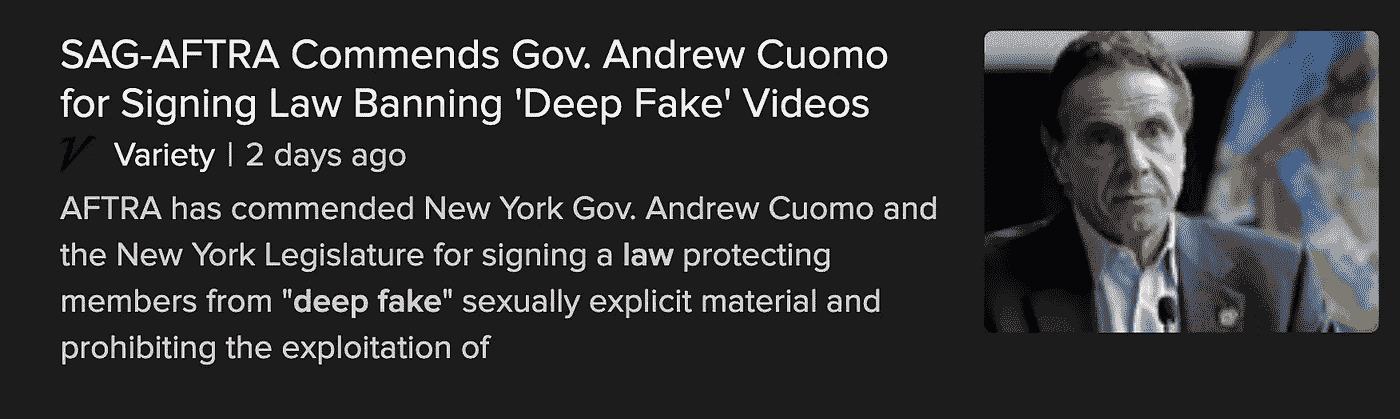 SAG-AFTRA Commends Gov. Andrew Cuomo
for Signing Law Banning 'Deep Fake' Videos
V Variety | 2 days ago
AFTRA has commended New York Gov. Andrew Cuomo and
the New York Legislature for signing a law protecting
members from "deep fake" sexually explicit material and
prohibiting the exploitation of